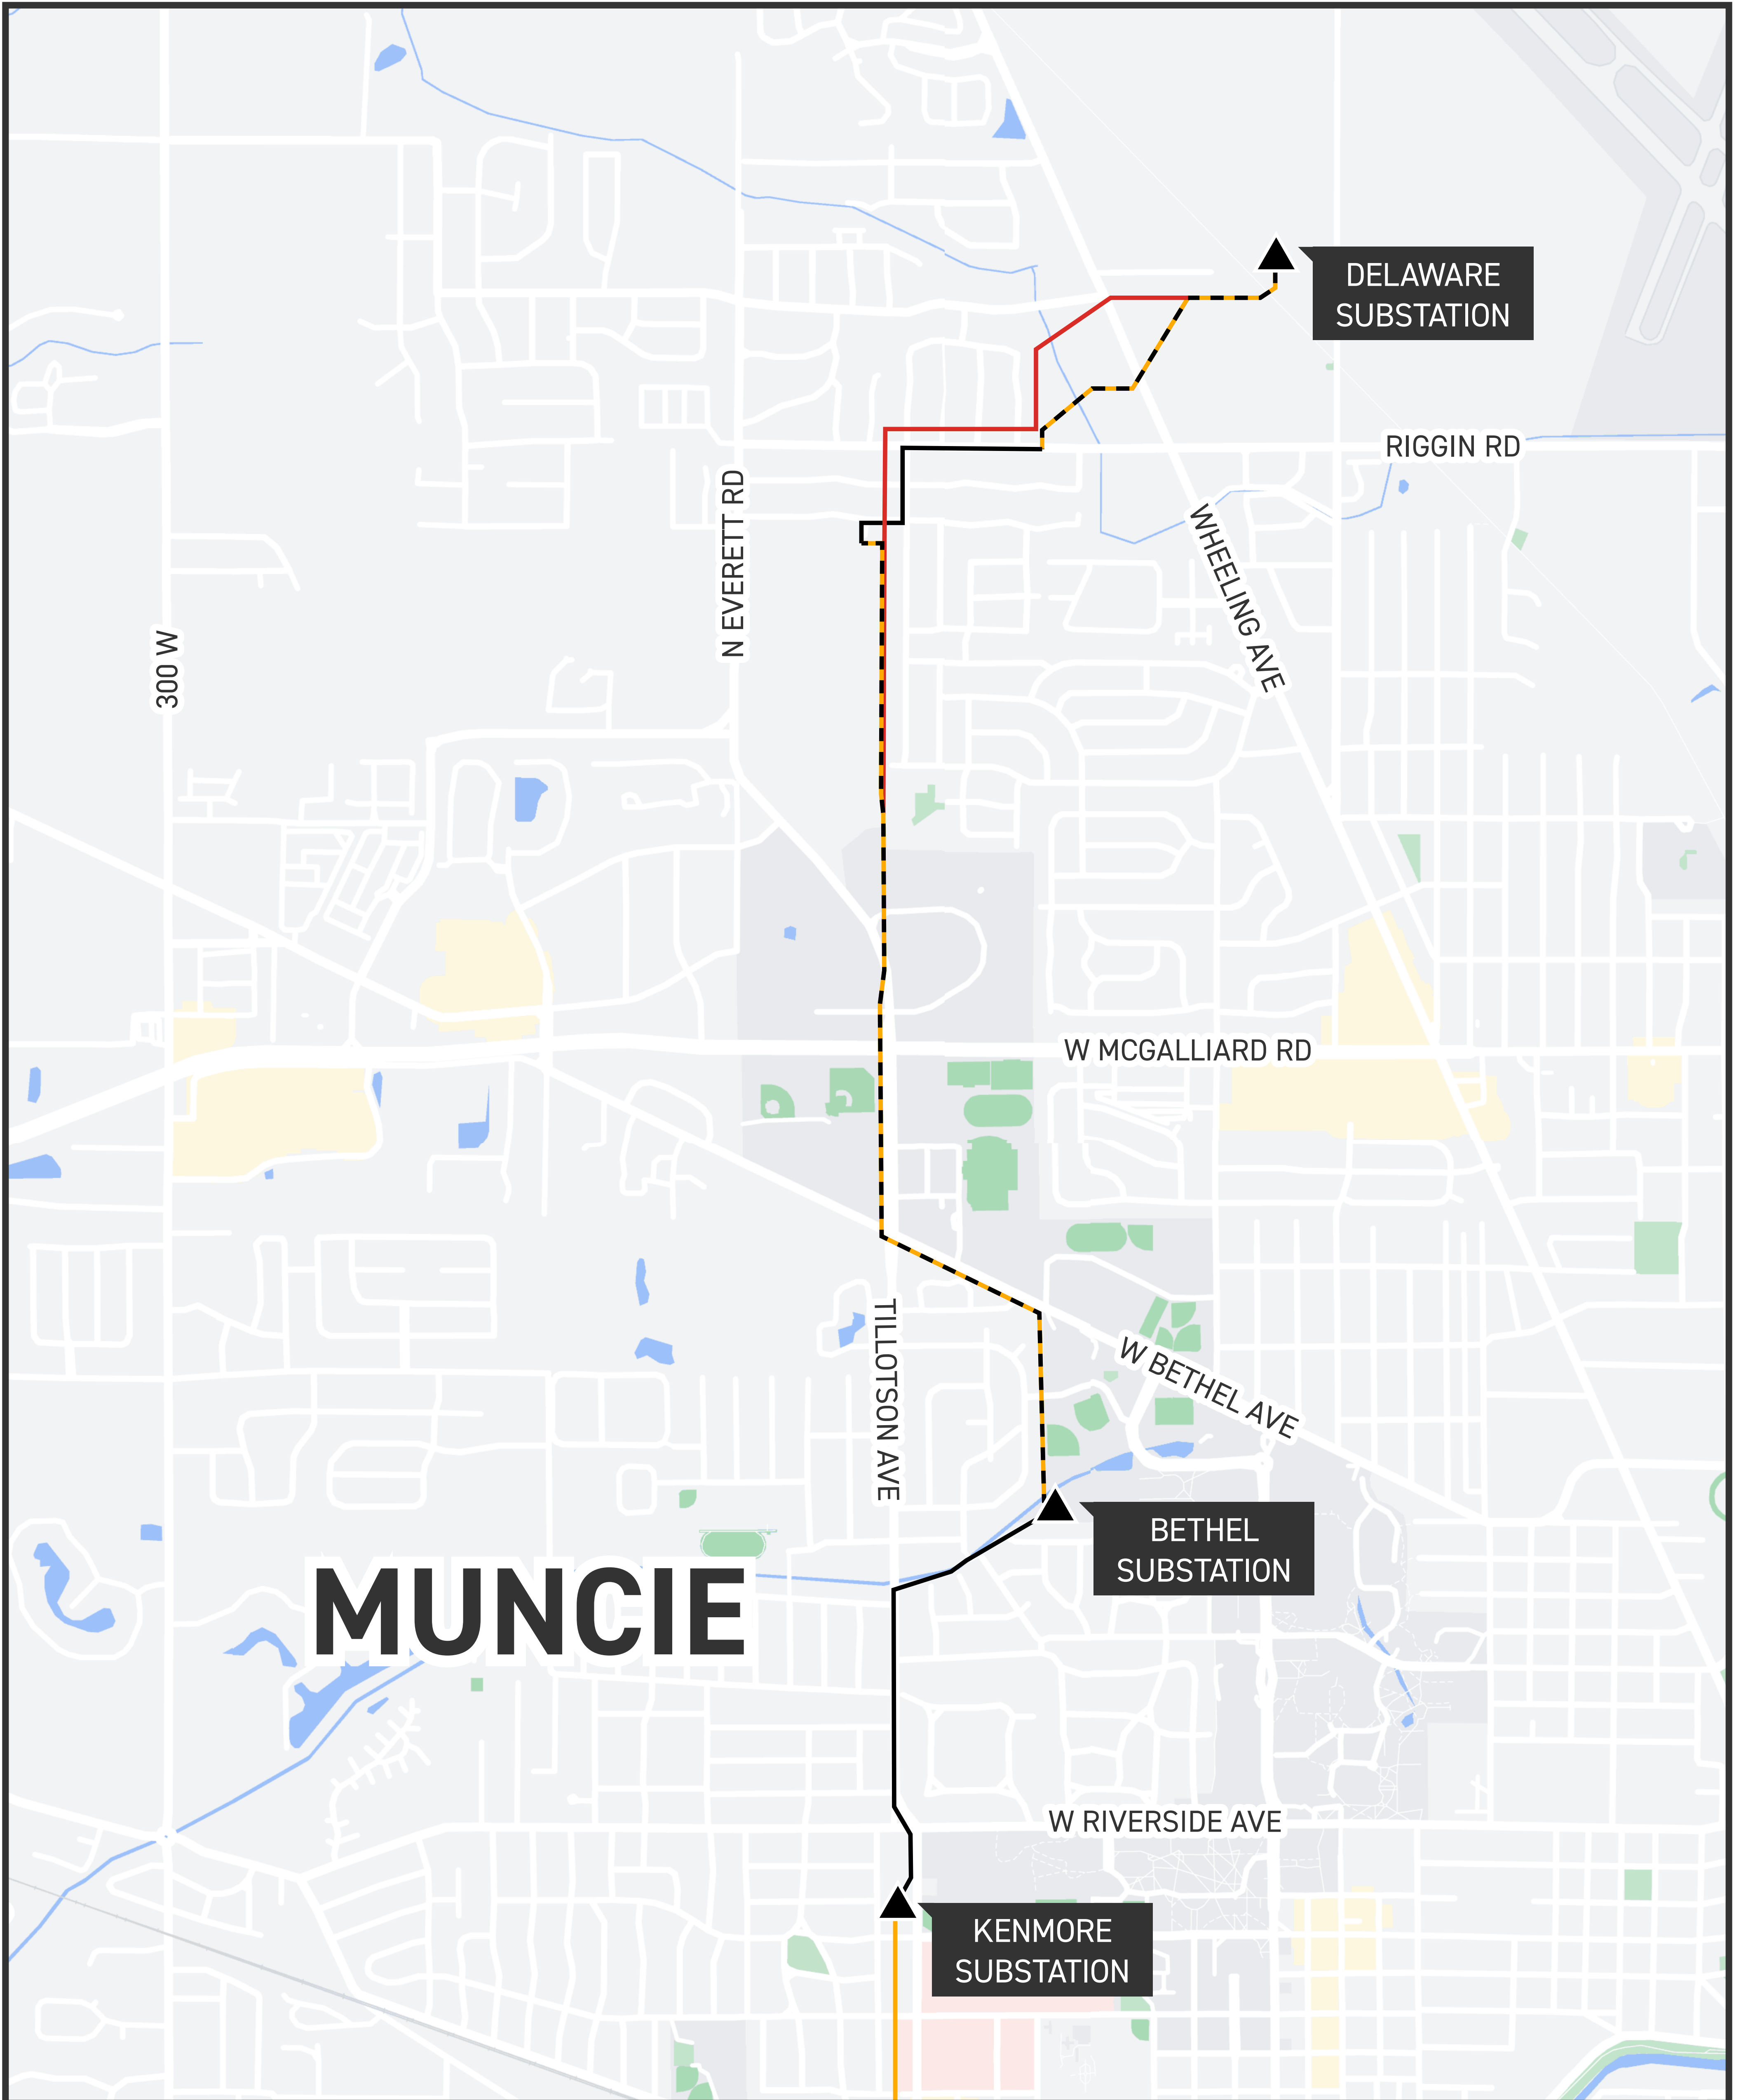 DELAWARE
SUBSTATION
RIGGIN RD
N EVERETT RD
WHEELING AVE
300 W
W MCGALLIARD RD
TILLOTSON AVE
W BETHEL AVE
BETHEL
SUBSTATION
MUNCIE
W RIVERSIDE AVE
KENMORE
SUBSTATION